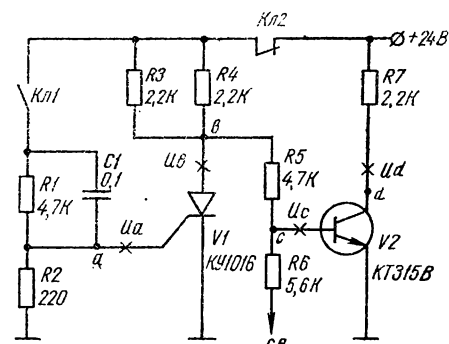 Кл2
+24В
Кл1
R3
2,2К
R4
2,2К
R7
2,2К
в
Uв
R1
4,7К
C1
0,1
R5
4,7К
Ud
d
Ua
a
V1
КУ101б
Uc
c
V2
КТ315В
R2
220
R6
5,6К